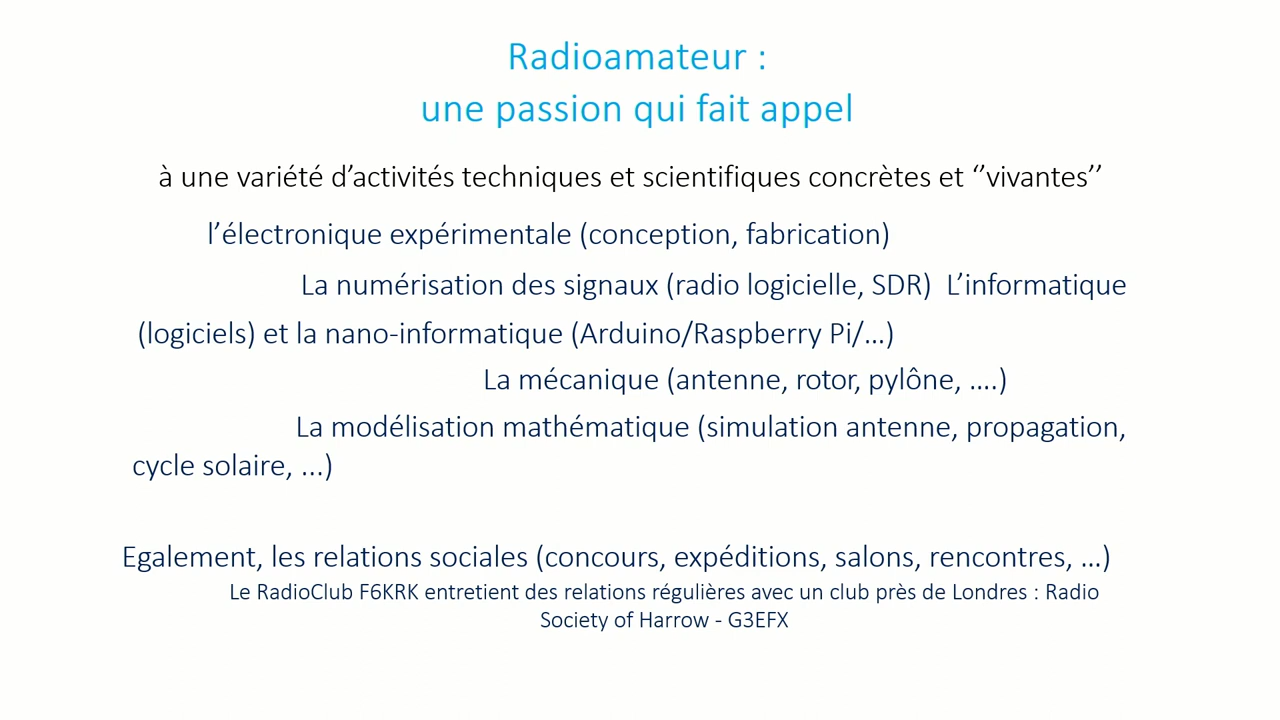 Radioamateur :
une passion qui fait appel
à une variété d’activités techniques et scientifiques concrètes et ‘’vivantes’’
l’électronique expérimentale (conception, fabrication)
La numérisation des signaux (radio logicielle, SDR)  L’informatique
(logiciels) et la nano-informatique (Arduino/Raspberry Pi/…)
La mécanique (antenne, rotor, pylône, ….)
La modélisation mathématique (simulation antenne, propagation,
cycle solaire, ...)
Egalement, les relations sociales (concours, expéditions, salons, rencontres, …)
Le RadioClub F6KRK entretient des relations régulières avec un club près de Londres : Radio
Society of Harrow - G3EFX